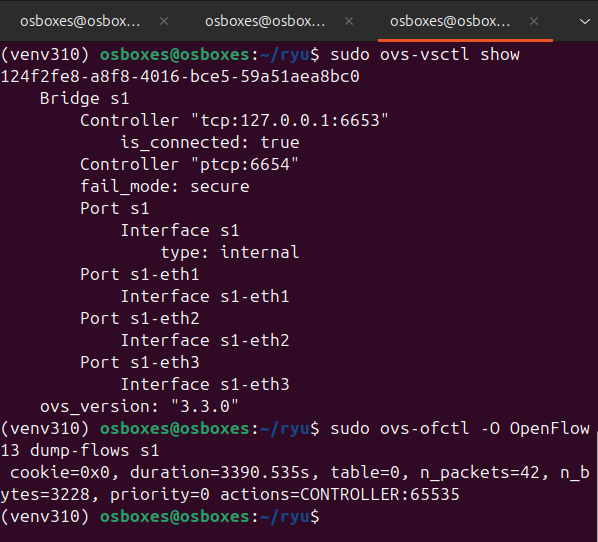 osboxes@osbox... × osboxes@osbox... × osboxes@osbox... ×
(venv310) osboxes@osboxes:~/ryu$ sudo ovs-vsctl show
124f2fe8-a8f8-4016-bce5-59a51aea8bc0
    Bridge s1
        Controller "tcp:127.0.0.1:6653"
            is_connected: true
        Controller "ptcp:6654"
        fail_mode: secure
        Port s1
            Interface s1
                type: internal
        Port s1-eth1
            Interface s1-eth1
        Port s1-eth2
            Interface s1-eth2
        Port s1-eth3
            Interface s1-eth3
    ovs_version: "3.3.0"
(venv310) osboxes@osboxes:~/ryu$ sudo ovs-ofctl -O OpenFlow
13 dump-flows s1
 cookie=0x0, duration=3390.535s, table=0, n_packets=42, n_b
ytes=3228, priority=0 actions=CONTROLLER:65535
(venv310) osboxes@osboxes:~/ryu$